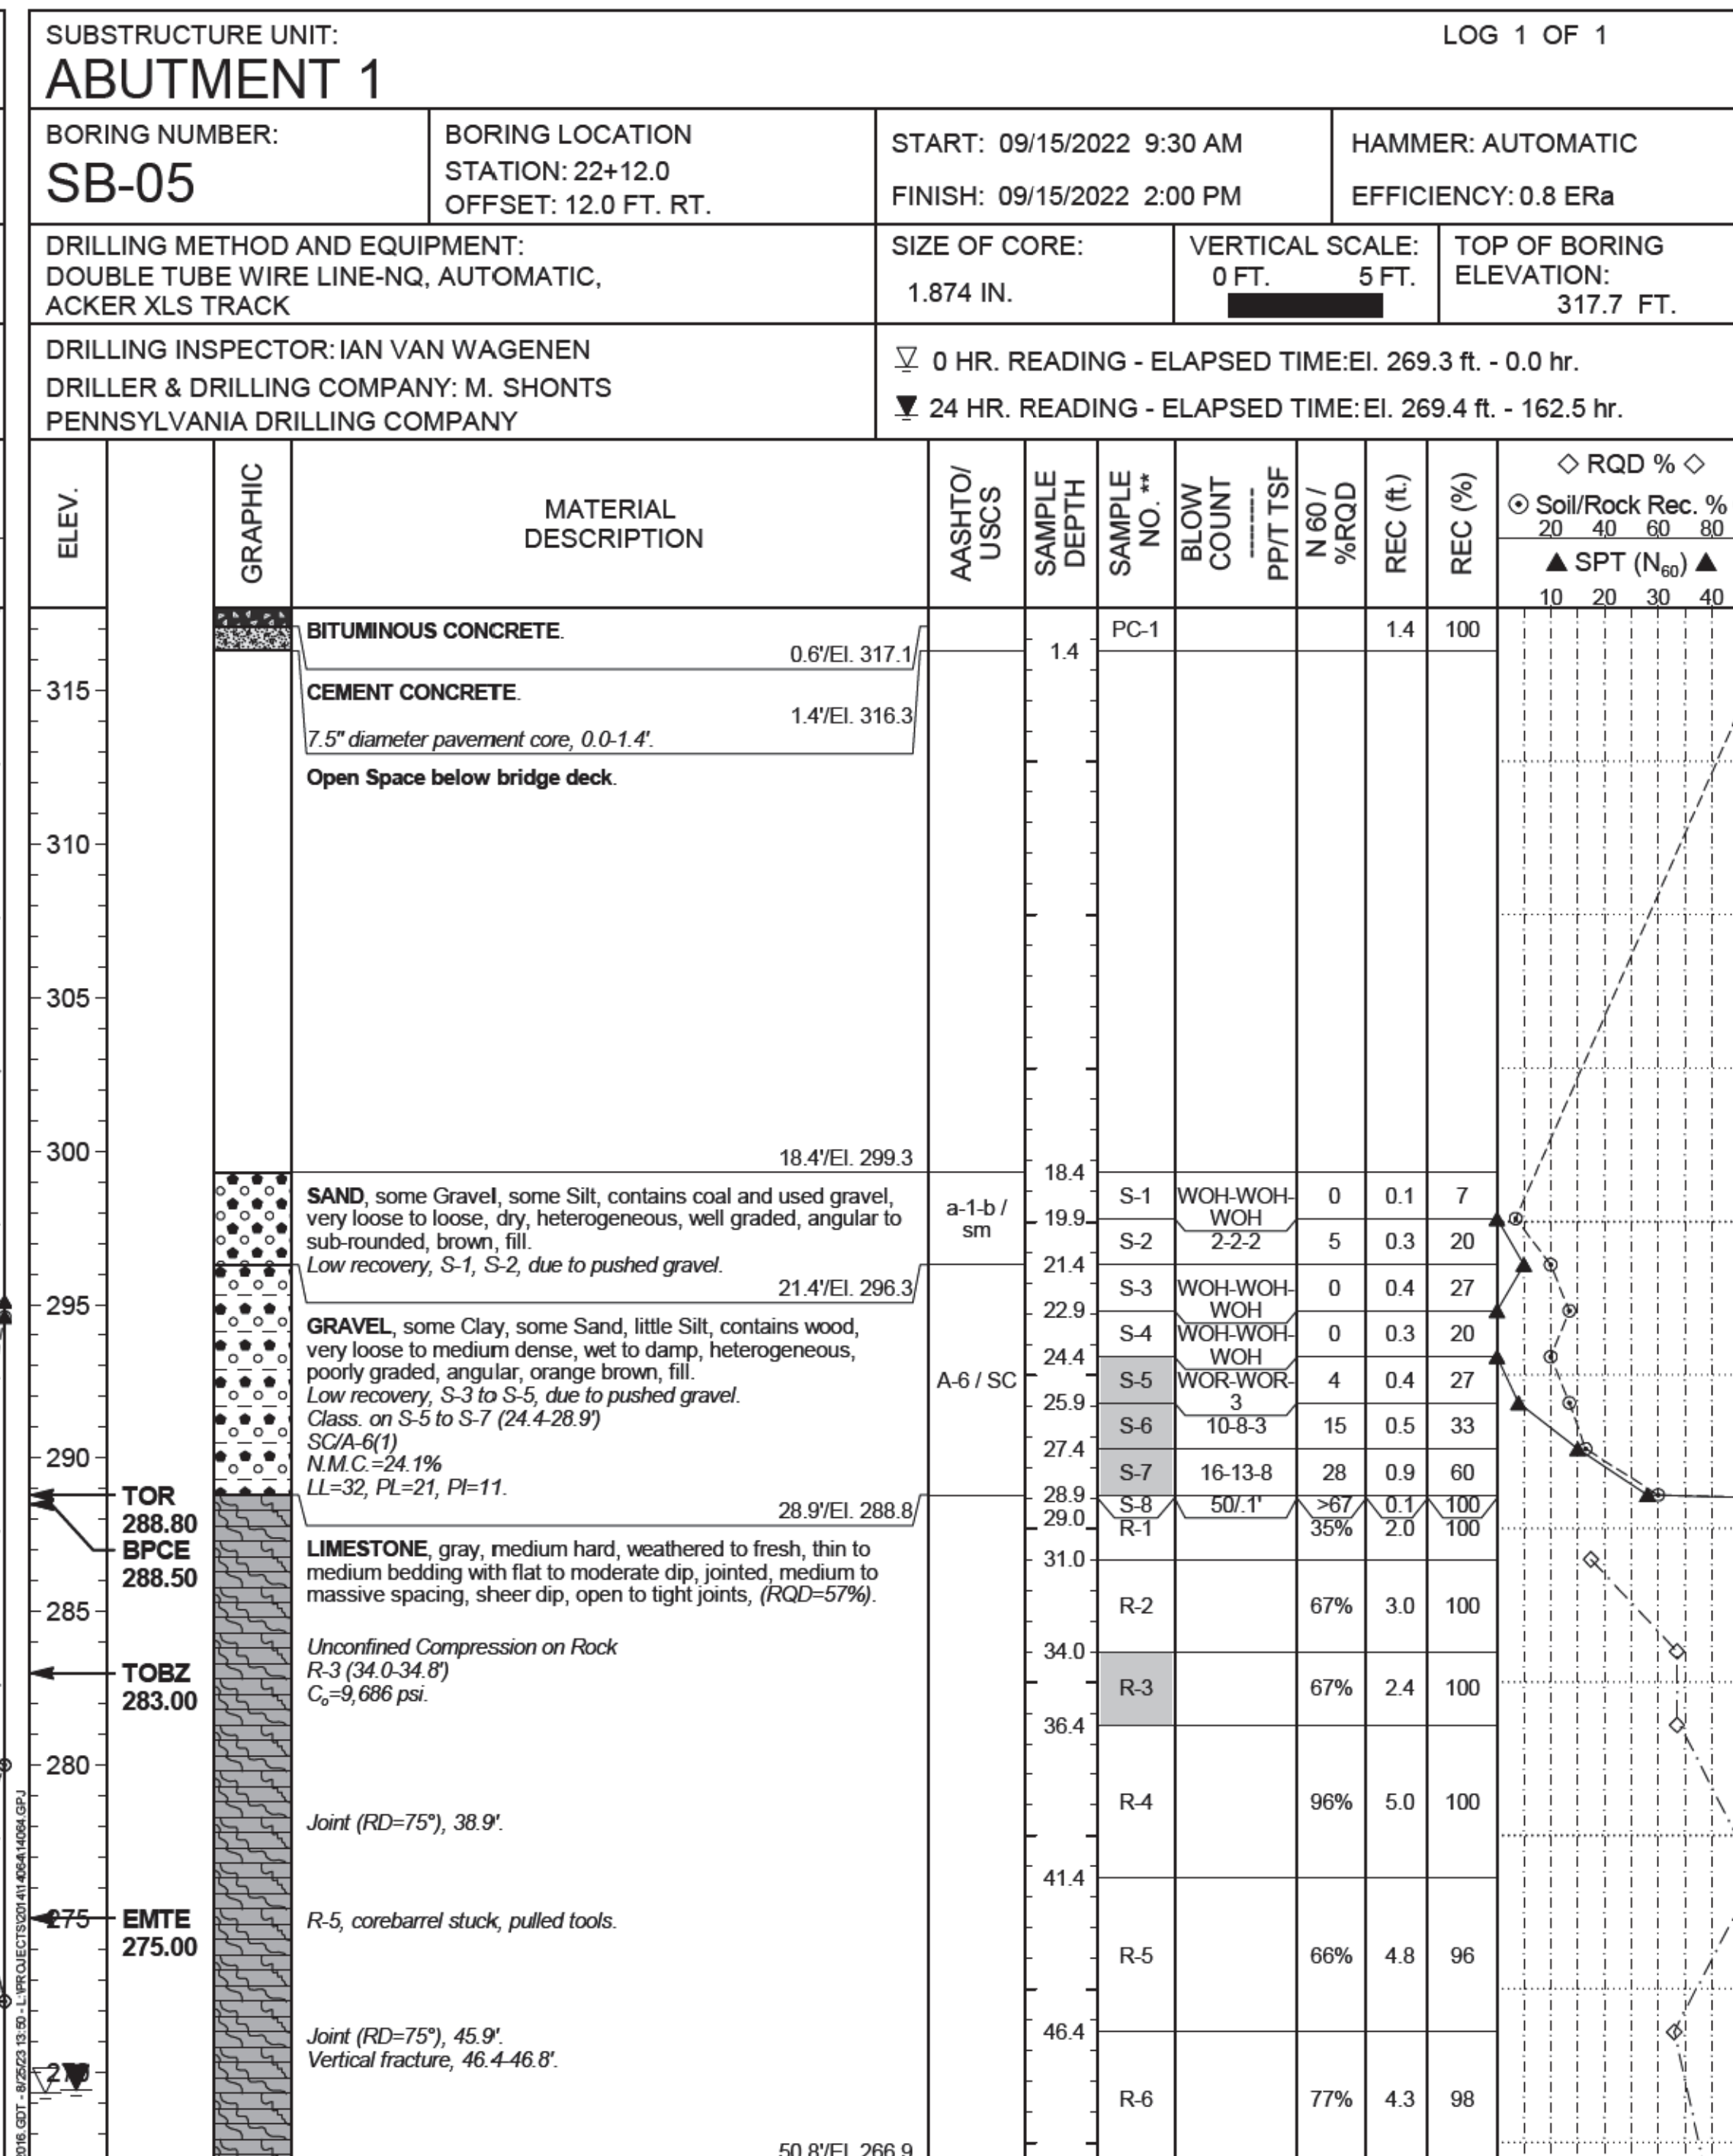 SUBSTRUCTURE UNIT:
ABUTMENT 1
LOG 1 OF 1
BORING NUMBER:
SB-05
BORING LOCATION
STATION: 22+12.0
OFFSET: 12.0 FT. RT.
START: 09/15/2022 9:30 AM
FINISH: 09/15/2022 2:00 PM
HAMMER: AUTOMATIC
EFFICIENCY: 0.8 ERa
DRILLING METHOD AND EQUIPMENT:
DOUBLE TUBE WIRE LINE-NQ, AUTOMATIC,
ACKER XLS TRACK
SIZE OF CORE:
1.874 IN.
VERTICAL SCALE:
0 FT. 5 FT.
TOP OF BORING
ELEVATION:
317.7 FT.
DRILLING INSPECTOR: IAN VAN WAGENEN
DRILLER & DRILLING COMPANY: M. SHONTS
PENNSYLVANIA DRILLING COMPANY
0 HR. READING - ELAPSED TIME:El. 269.3 ft. - 0.0 hr.
24 HR. READING - ELAPSED TIME:El. 269.4 ft. - 162.5 hr.
ELEV.
GRAPHIC
MATERIAL
DESCRIPTION
AASHTO/
USCS
SAMPLE
DEPTH
SAMPLE
NO. **
BLOW
COUNT
--------
PP/T TSF
N 60 /
%RQD
REC (ft.)
REC (%)
◇ RQD % ◇
⊙ Soil/Rock Rec. %
20 40 60 80
▲ SPT (N60) ▲
10 20 30 40
BITUMINOUS CONCRETE.
0.6'/El. 317.1
PC-1 1.4 100
1.4
315
CEMENT CONCRETE.
1.4'/El. 316.3
7.5" diameter pavement core, 0.0-1.4'.
Open Space below bridge deck.
310
305
300
18.4'/El. 299.3
18.4
SAND, some Gravel, some Silt, contains coal and used gravel,
very loose to loose, dry, heterogeneous, well graded, angular to
sub-rounded, brown, fill.
Low recovery, S-1, S-2, due to pushed gravel.
21.4'/El. 296.3
a-1-b /
sm
S-1 WOH-WOH-
WOH 0 0.1 7
19.9
S-2 2-2-2 5 0.3 20
21.4
S-3 WOH-WOH-
WOH 0 0.4 27
22.9
295
GRAVEL, some Clay, some Sand, little Silt, contains wood,
very loose to medium dense, wet to damp, heterogeneous,
poorly graded, angular, orange brown, fill.
Low recovery, S-3 to S-5, due to pushed gravel.
Class. on S-5 to S-7 (24.4-28.9')
SC/A-6(1)
N.M.C.=24.1%
LL=32, PL=21, PI=11.
28.9'/El. 288.8
A-6 / SC
S-4 WOH-WOH-
WOH 0 0.3 20
24.4
S-5 WOR-WOR-
3 4 0.4 27
25.9
S-6 10-8-3 15 0.5 33
27.4
290
S-7 16-13-8 28 0.9 60
28.9
TOR
288.80
S-8 50/.1' >67 0.1 100
29.0
BPCE
288.50
R-1 35% 2.0 100
31.0
LIMESTONE, gray, medium hard, weathered to fresh, thin to
medium bedding with flat to moderate dip, jointed, medium to
massive spacing, sheer dip, open to tight joints, (RQD=57%).
285
R-2 67% 3.0 100
34.0
Unconfined Compression on Rock
R-3 (34.0-34.8')
Co=9,686 psi.
TOBZ
283.00
R-3 67% 2.4 100
36.4
280
R-4 96% 5.0 100
Joint (RD=75°), 38.9'.
41.4
275
EMTE
275.00
R-5, corebarrel stuck, pulled tools.
R-5 66% 4.8 96
46.4
Joint (RD=75°), 45.9'.
Vertical fracture, 46.4-46.8'.
270
R-6 77% 4.3 98
50.8'/El. 266.9
2016.GDT - 8/25/23 13:50 - L:\PROJECTS\2014\14064\14064.GPJ